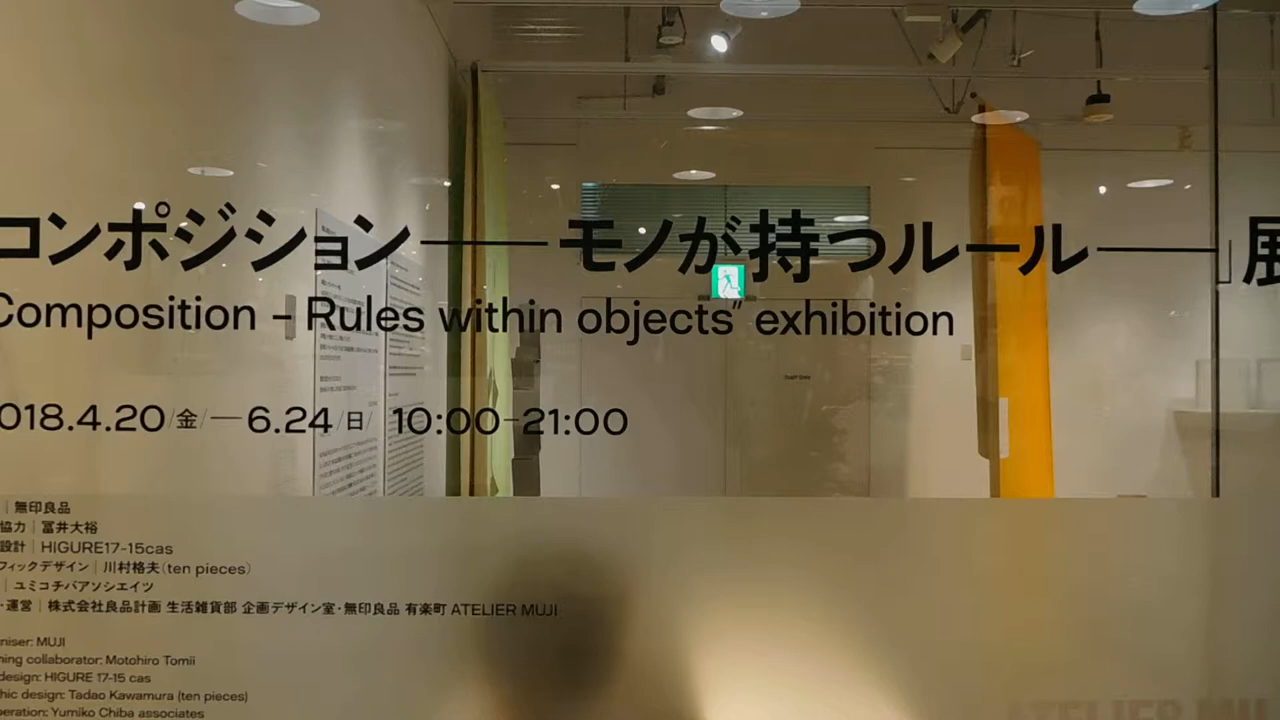 コンポジション——モノが持つルール——」展
Composition – Rules within objects” exhibition
018.4.20/金/—6.24/日/ 10:00-21:00
｜無印良品
協力｜冨井大裕
設計｜HIGURE17-15cas
フィックデザイン｜川村格夫(ten pieces)
｜ユミコチバアソシエイツ
・運営｜株式会社良品計画 生活雑貨部 企画デザイン室・無印良品 有楽町 ATELIER MUJI
niser: MUJI
ning collaborator: Motohiro Tomii
design: HIGURE 17-15 cas
hic design: Tadao Kawamura (ten pieces)
peration: Yumiko Chiba associates
ATELIER MU